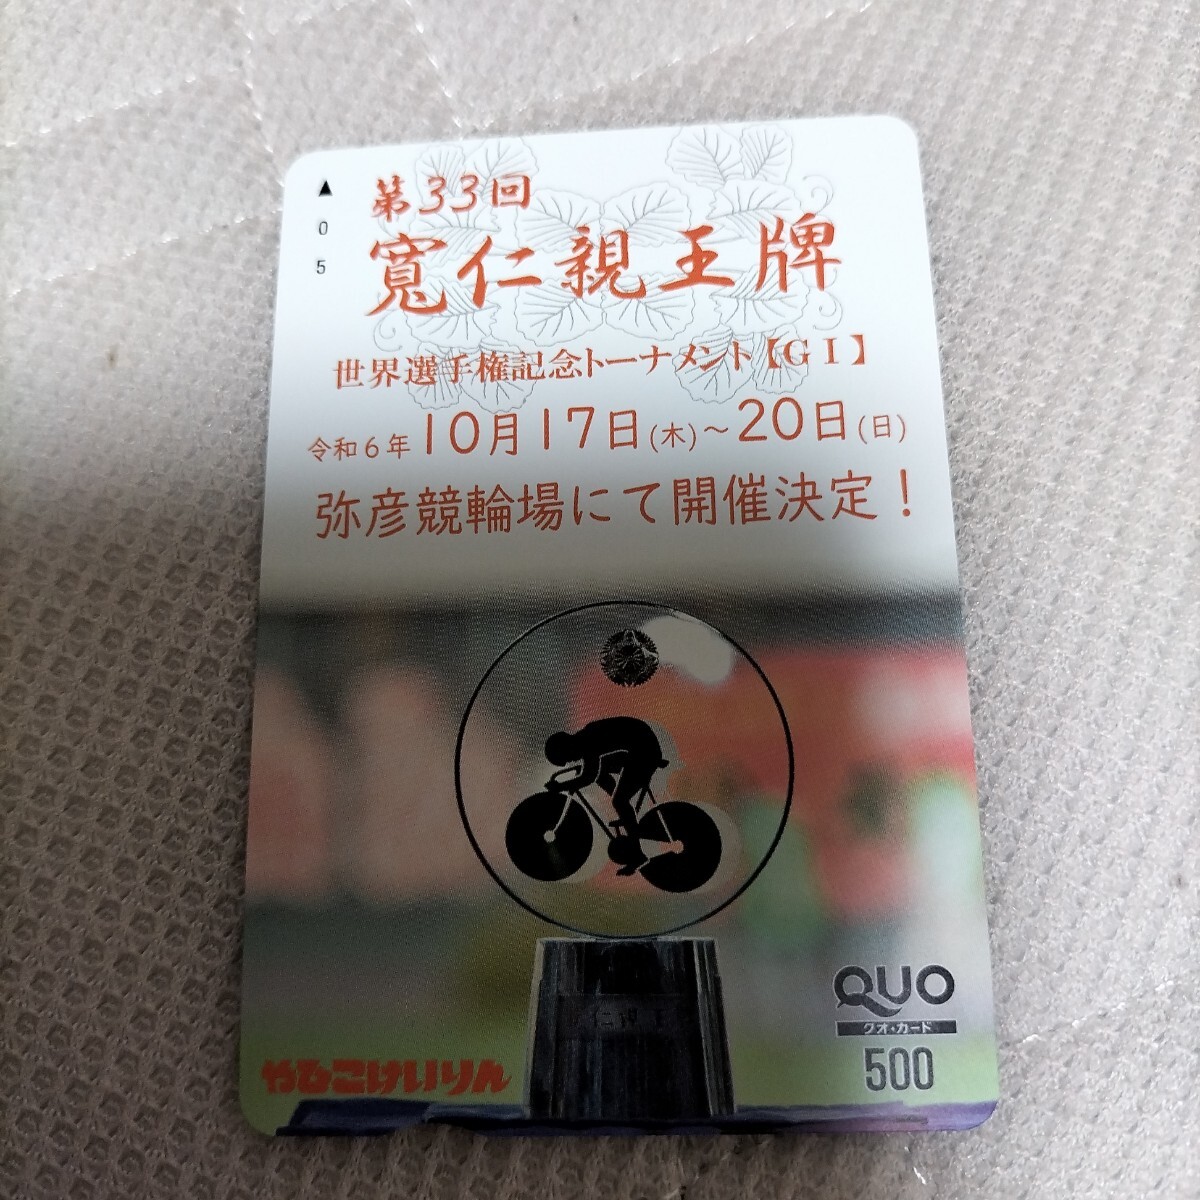 ▲
0
5
第33回
寛仁親王牌
世界選手権記念トーナメント【GⅠ】
令和6年 10月17日(木)~20日(日)
弥彦競輪場にて開催決定!
QUO
クオ・カード
500
やひこけいりん